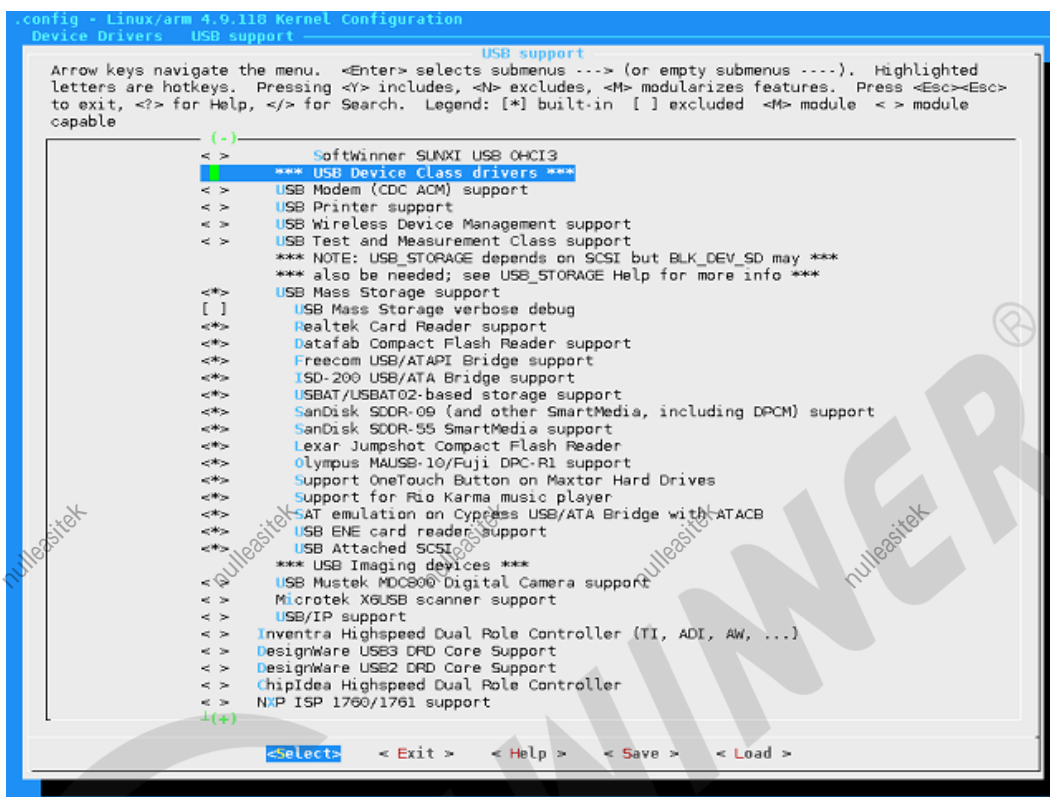 .config - Linux/arm 4.9.118 Kernel Configuration
Device Drivers   USB support
USB support
Arrow keys navigate the menu.  <Enter> selects submenus ---> (or empty submenus ----).  Highlighted
letters are hotkeys.  Pressing <Y> includes, <N> excludes, <M> modularizes features.  Press <Esc><Esc>
to exit, <?> for Help, </> for Search.  Legend: [*] built-in  [ ] excluded  <M> module  < > module
capable
(-)
< >         SoftWinner SUNXI USB OHCI3
*** USB Device Class drivers ***
< >     USB Modem (CDC ACM) support
< >     USB Printer support
< >     USB Wireless Device Management support
< >     USB Test and Measurement Class support
*** NOTE: USB_STORAGE depends on SCSI but BLK_DEV_SD may ***
*** also be needed; see USB_STORAGE Help for more info ***
<*>     USB Mass Storage support
[ ]       USB Mass Storage verbose debug
<*>       Realtek Card Reader support
<*>       Datafab Compact Flash Reader support
<*>       Freecom USB/ATAPI Bridge support
<*>       ISD-200 USB/ATA Bridge support
<*>       USBAT/USBAT02-based storage support
<*>       SanDisk SDDR-09 (and other SmartMedia, including DPCM) support
<*>       SanDisk SDDR-55 SmartMedia support
<*>       Lexar Jumpshot Compact Flash Reader
<*>       Olympus MAUSB-10/Fuji DPC-R1 support
<*>       Support OneTouch Button on Maxtor Hard Drives
<*>       Support for Rio Karma music player
<*>       SAT emulation on Cypress USB/ATA Bridge with ATACB
<*>       USB ENE card reader support
<*>       USB Attached SCSI
*** USB Imaging devices ***
< >     USB Mustek MDC800 Digital Camera support
< >     Microtek X6USB scanner support
< >     USB/IP support
< >   Inventra Highspeed Dual Role Controller (TI, ADI, AW, ...)
< >   DesignWare USB3 DRD Core Support
< >   DesignWare USB2 DRD Core Support
< >   ChipIdea Highspeed Dual Role Controller
< >   NXP ISP 1760/1761 support
┴(+)
<Select>    < Exit >    < Help >    < Save >    < Load >
nulleasitek
nulleasitek
nulleasitek
nulleasitek
nulleasitek
WINNER®